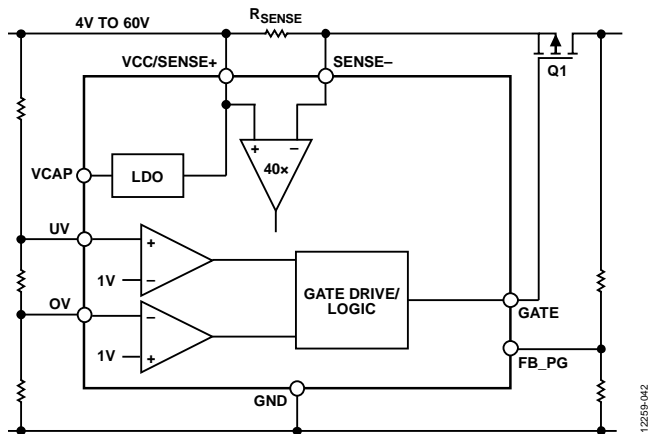 4V TO 60V
R_SENSE
VCC/SENSE+
SENSE–
Q1
+
–
40×
VCAP
LDO
UV
+
1V
–
OV
–
1V
+
GATE DRIVE/
LOGIC
GATE
FB_PG
GND
12259-042